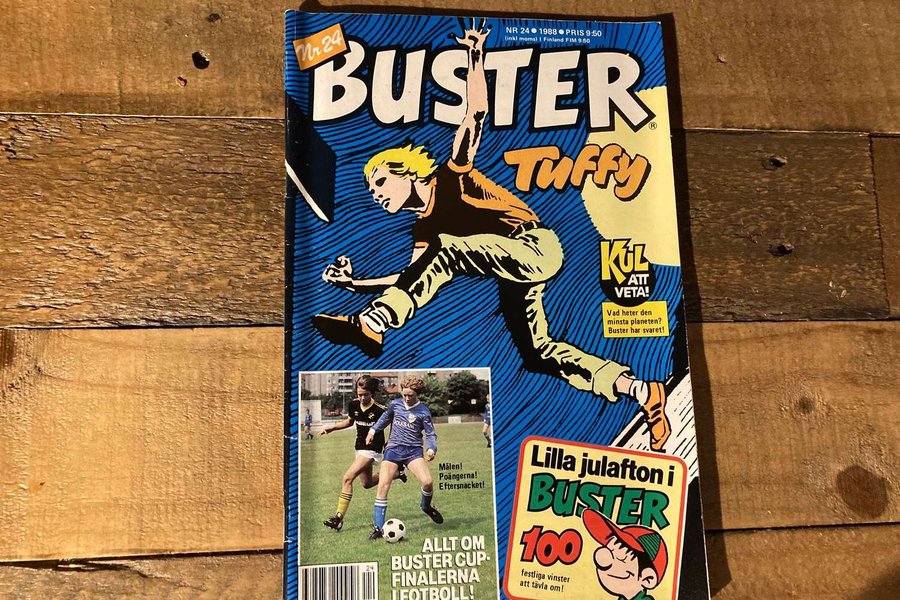 Nr 24
NR 24 • 1988 • PRIS 9:50
(inkl moms) I Finland FIM 9:50
BUSTER®
Tuffy
KUL
ATT
VETA!
Vad heter den
minsta planeten?
Buster har svaret!
Målen!
Poängerna!
Eftersnacket!
ALLT OM
BUSTER CUP-
FINALERNA
I FOTBOLL!
24
Lilla julafton i
BUSTER
100
festliga vinster
att tävla om!